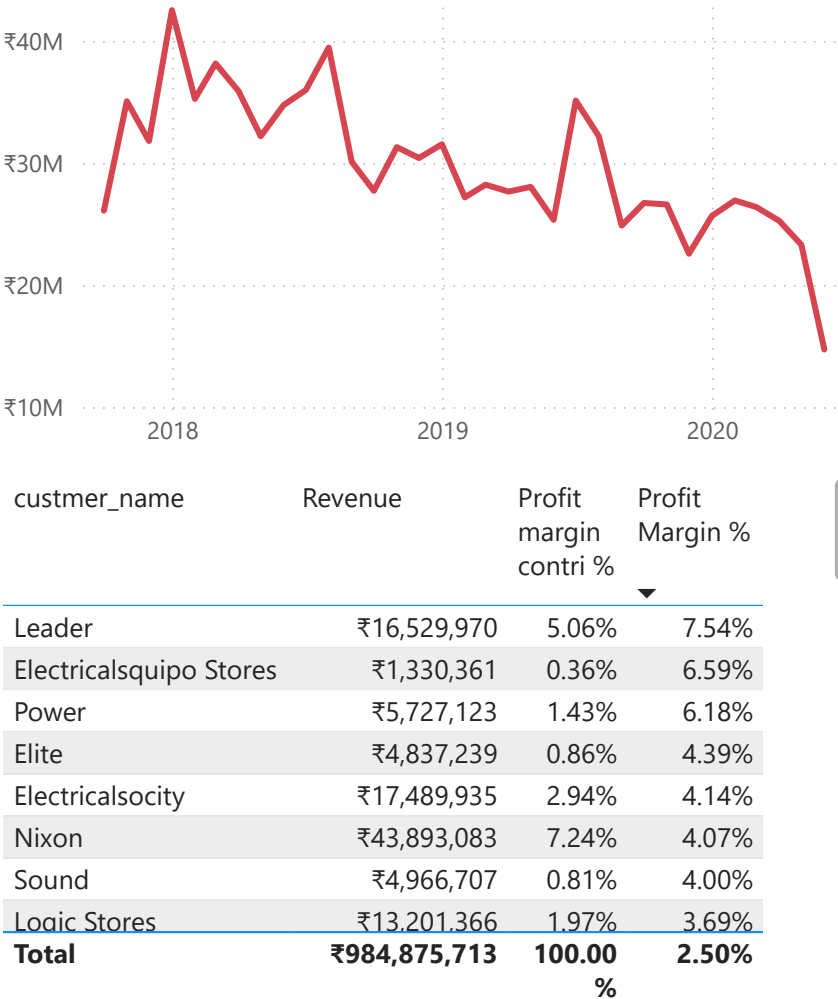 ₹40M
₹30M
₹20M
₹10M
2018 2019 2020
custmer_name Revenue Profit margin contri % Profit Margin %
Leader ₹16,529,970 5.06% 7.54%
Electricalsquipo Stores ₹1,330,361 0.36% 6.59%
Power ₹5,727,123 1.43% 6.18%
Elite ₹4,837,239 0.86% 4.39%
Electricalsocity ₹17,489,935 2.94% 4.14%
Nixon ₹43,893,083 7.24% 4.07%
Sound ₹4,966,707 0.81% 4.00%
Logic Stores ₹13,201,366 1.97% 3.69%
Total ₹984,875,713 100.00 % 2.50%